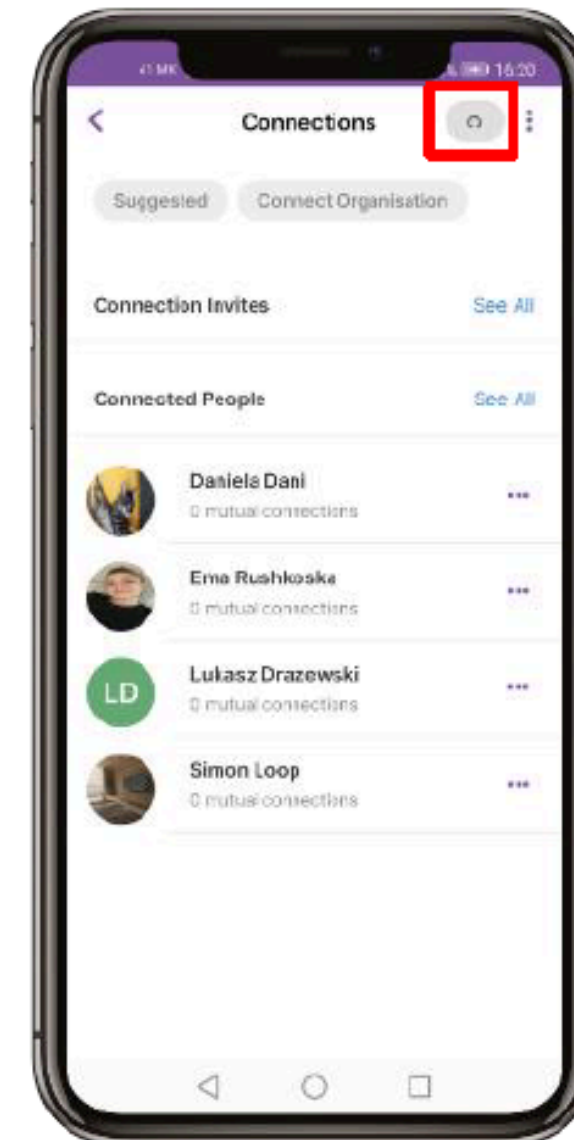 16:20
Connections
Suggested Connect Organisation
Connection Invites See All
Connected People See All
Daniela Dani
0 mutual connections
Ema Rushkoska
0 mutual connections
LD
Lukasz Drazewski
0 mutual connections
Simon Loop
0 mutual connections